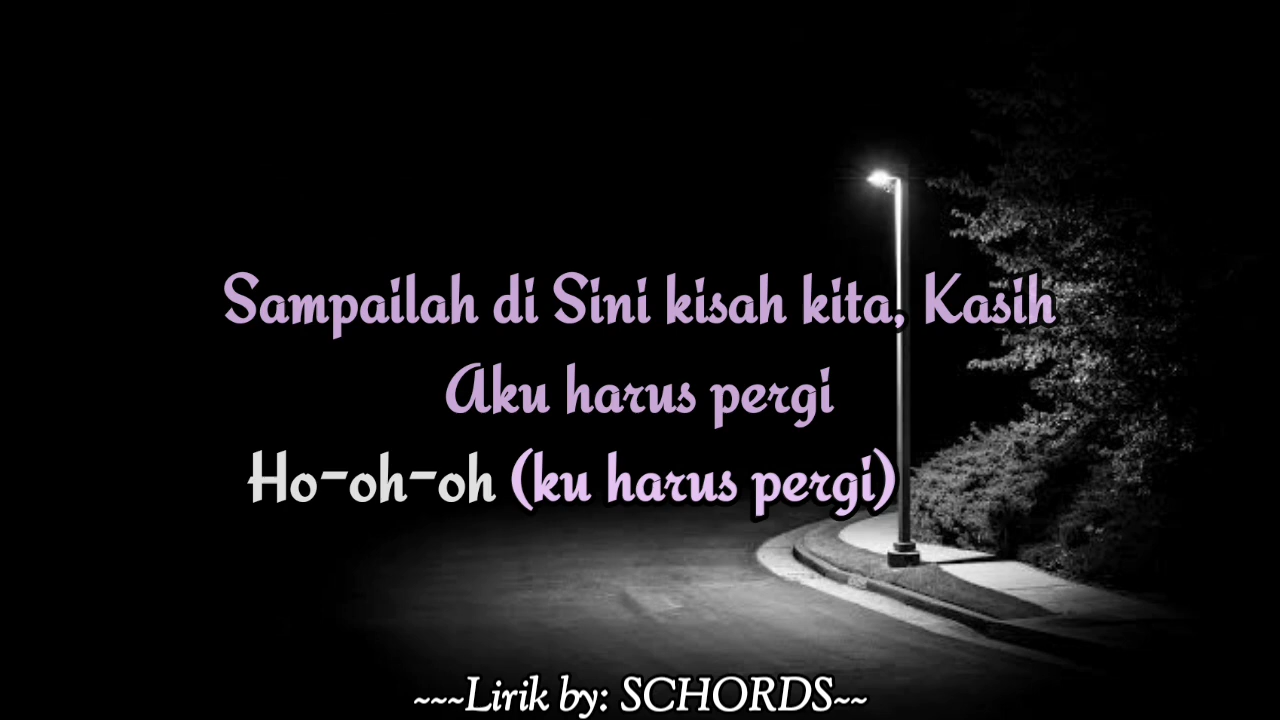 Sampailah di Sini kisah kita, Kasih
Aku harus pergi
Ho-oh-oh (ku harus pergi)
~~~Lirik by: SCHORDS~~